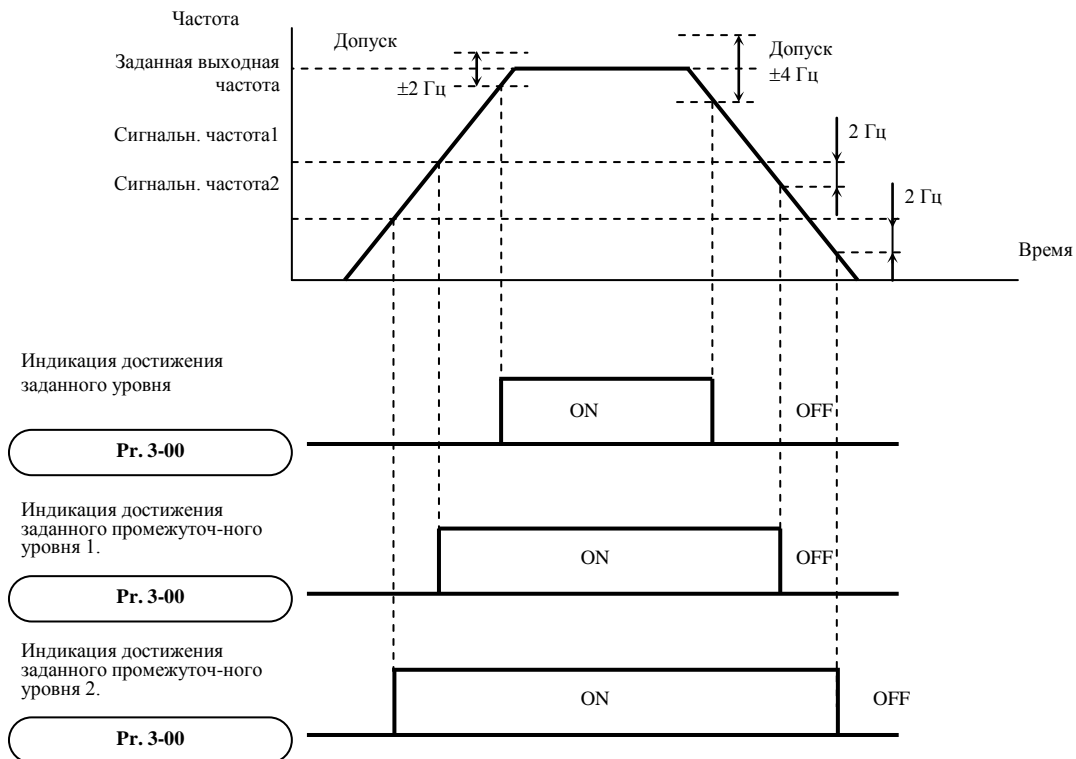 Частота
Допуск
Допуск
Заданная выходная
частота
±2 Гц
±4 Гц
Сигнальн. частота1
2 Гц
Сигнальн. частота2
2 Гц
Время
Индикация достижения
заданного уровня
ON
OFF
Pr. 3-00
Индикация достижения
заданного промежуточ-ного
уровня 1.
ON
OFF
Pr. 3-00
Индикация достижения
заданного промежуточ-ного
уровня 2.
ON
OFF
Pr. 3-00